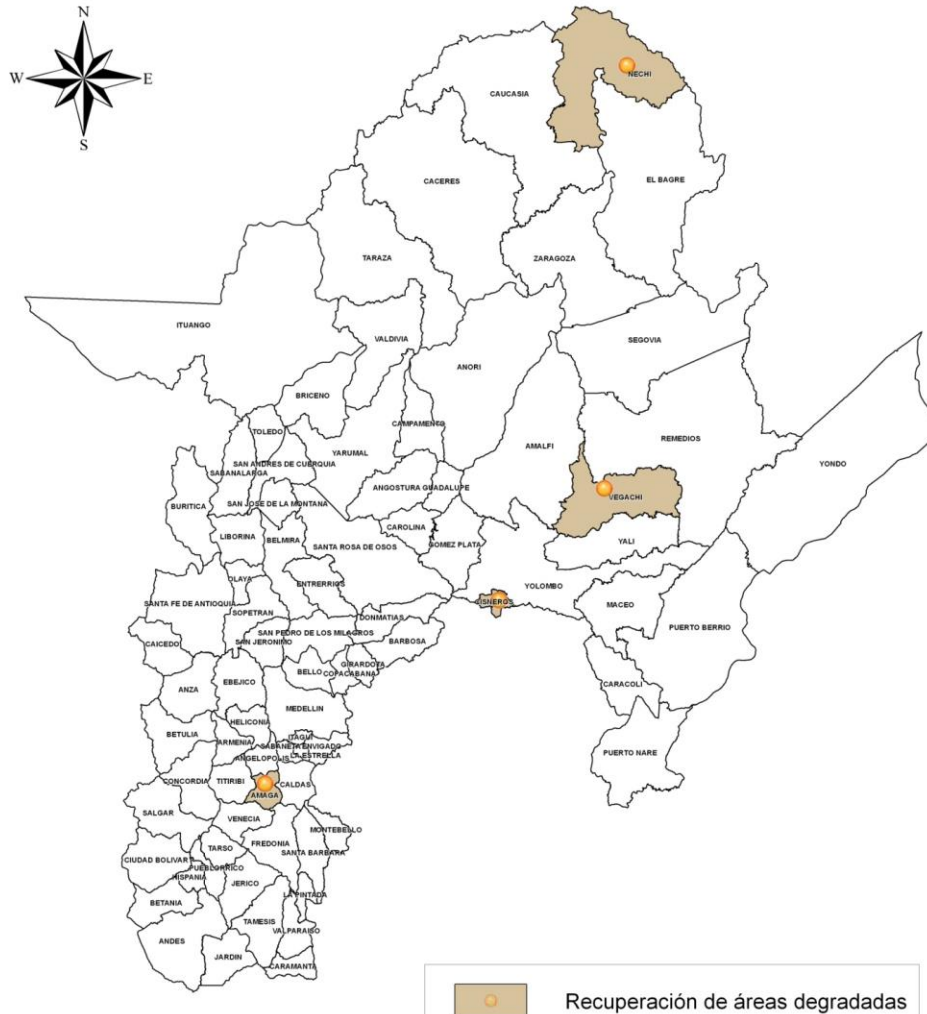 N
W E
S
NECHI
CAUCASIA
EL BAGRE
CACERES
TARAZA
ZARAGOZA
ITUANGO
VALDIVIA
SEGOVIA
ANORI
BRICENO
CAMPAMENTO
TOLEDO
AMALFI
REMEDIOS
YARUMAL
SAN ANDRES DE CUERQUIA
YONDO
SABANALARGA
ANGOSTURA GUADALUPE
VEGACHI
BURITICA
SAN JOSE DE LA MONTANA
CAROLINA
LIBORINA
BELMIRA
YALI
SANTA ROSA DE OSOS
GOMEZ PLATA
OLAYA
ENTRERRIOS
YOLOMBO
SANTA FE DE ANTIOQUIA
CISNEROS
MACEO
SOPETRAN
DONMATIAS
PUERTO BERRIO
SAN PEDRO DE LOS MILAGROS
BARBOSA
SAN JERONIMO
CAICEDO
GIRARDOTA
BELLO
COPACABANA
EBEJICO
CARACOLI
ANZA
MEDELLIN
HELICONIA
BETULIA
ITAGUI
ARMENIA
SABANETA ENVIGADO
PUERTO NARE
LA ESTRELLA
ANGELOPOLIS
CONCORDIA
TITIRIBI
CALDAS
AMAGA
SALGAR
VENECIA
MONTEBELLO
FREDONIA
TARSO
SANTA BARBARA
CIUDAD BOLIVAR
PUEBLORRICO
HISPANIA
JERICO
LA PINTADA
BETANIA
TAMESIS
VALPARAISO
ANDES
JARDIN
CARAMANTA
Recuperación de áreas degradadas